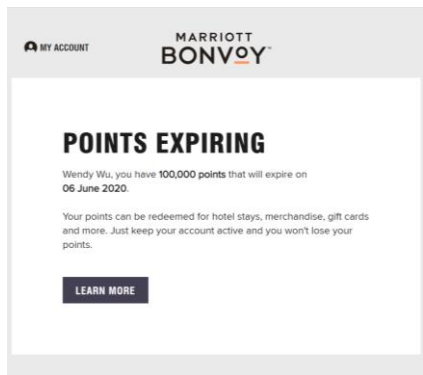 MY ACCOUNT
MARRIOTT
BONVOY™
POINTS EXPIRING
Wendy Wu, you have 100,000 points that will expire on
06 June 2020.
Your points can be redeemed for hotel stays, merchandise, gift cards
and more. Just keep your account active and you won't lose your
points.
LEARN MORE